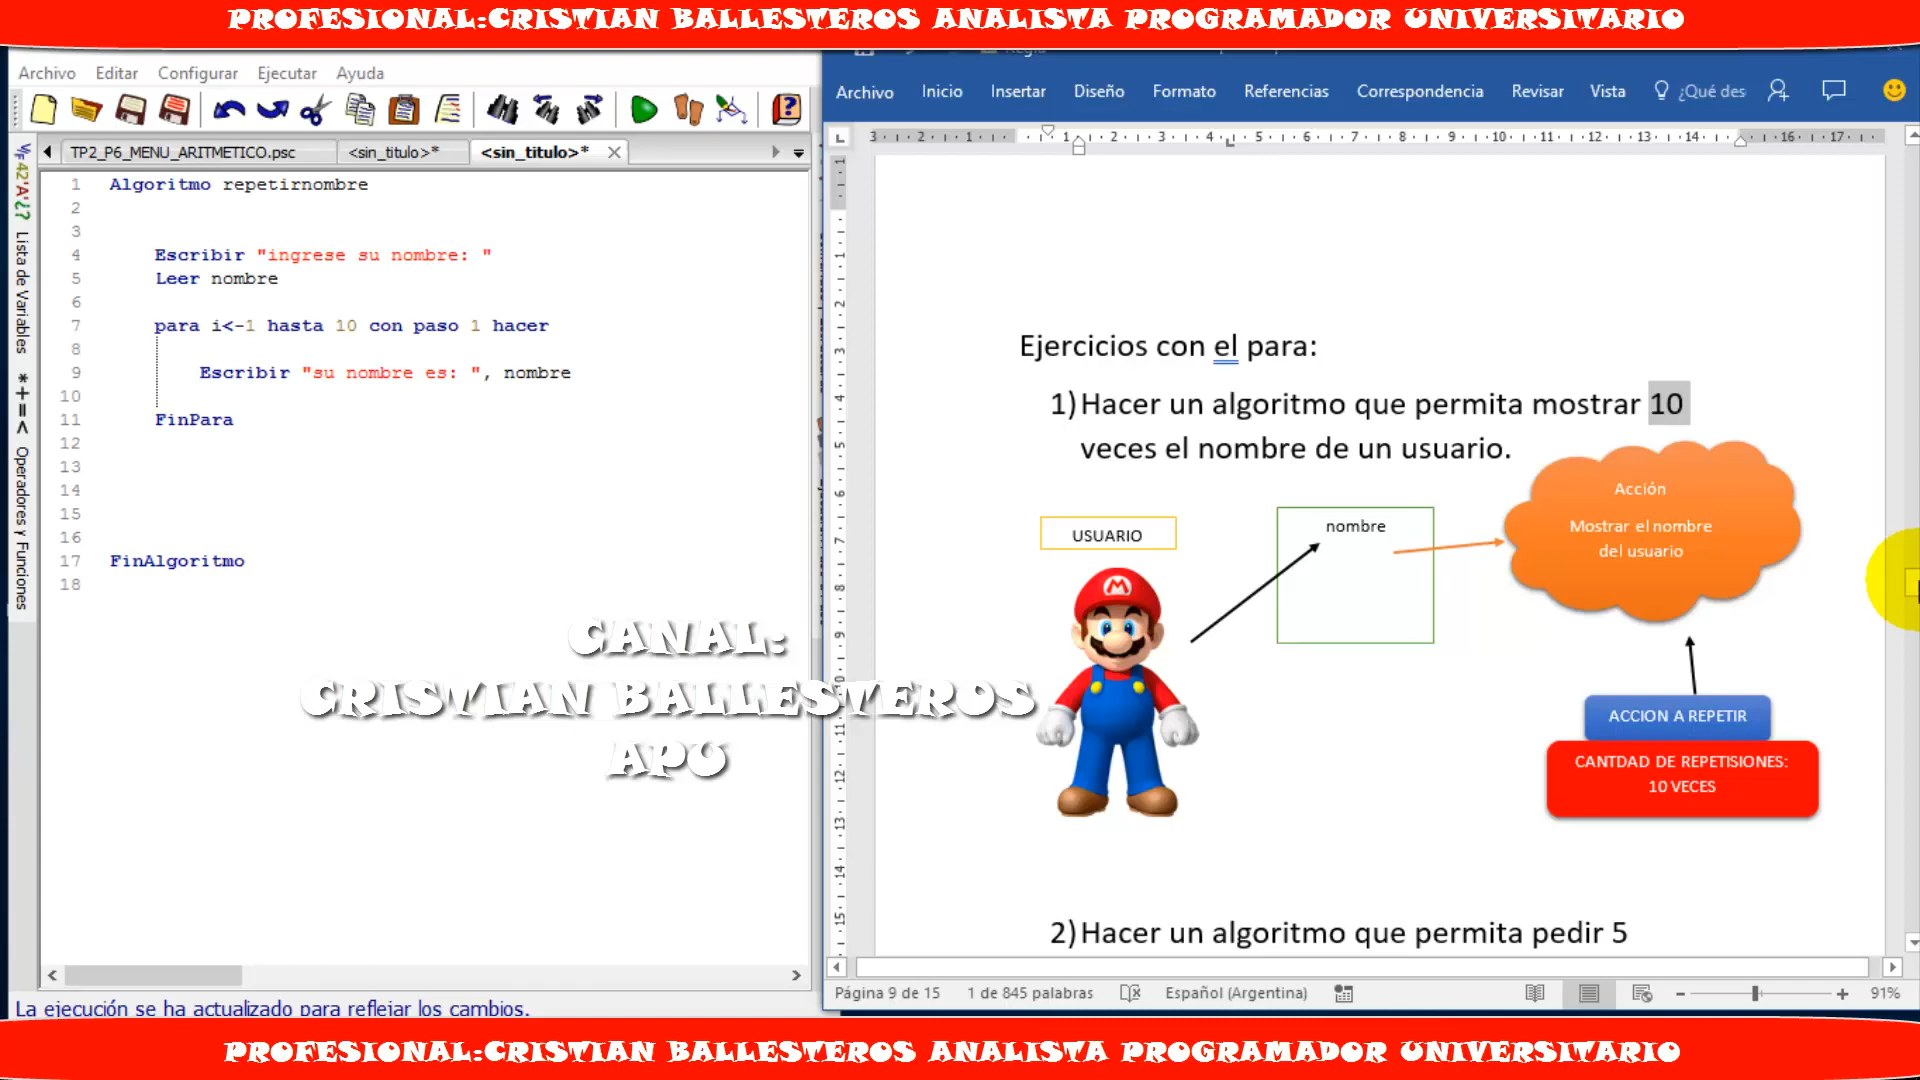 PROFESIONAL:CRISTIAN BALLESTEROS ANALISTA PROGRAMADOR UNIVERSITARIO
Archivo Editar Configurar Ejecutar Ayuda
TP2_P6_MENU_ARITMETICO.psc <sin_titulo>* <sin_titulo>*
Lista de Variables
Operadores y Funciones
1 Algoritmo repetirnombre
2
3
4 Escribir "ingrese su nombre: "
5 Leer nombre
6
7 para i<-1 hasta 10 con paso 1 hacer
8
9 Escribir "su nombre es: ", nombre
10
11 FinPara
12
13
14
15
16
17 FinAlgoritmo
18
La ejecución se ha actualizado para reflejar los cambios.
CANAL:
CRISTIAN BALLESTEROS
APU
Archivo Inicio Insertar Diseño Formato Referencias Correspondencia Revisar Vista ¿Qué des
Ejercicios con el para:
1) Hacer un algoritmo que permita mostrar 10
veces el nombre de un usuario.
USUARIO
nombre
Acción
Mostrar el nombre
del usuario
ACCION A REPETIR
CANTDAD DE REPETISIONES:
10 VECES
2) Hacer un algoritmo que permita pedir 5
Página 9 de 15 1 de 845 palabras Español (Argentina) 91%
PROFESIONAL:CRISTIAN BALLESTEROS ANALISTA PROGRAMADOR UNIVERSITARIO